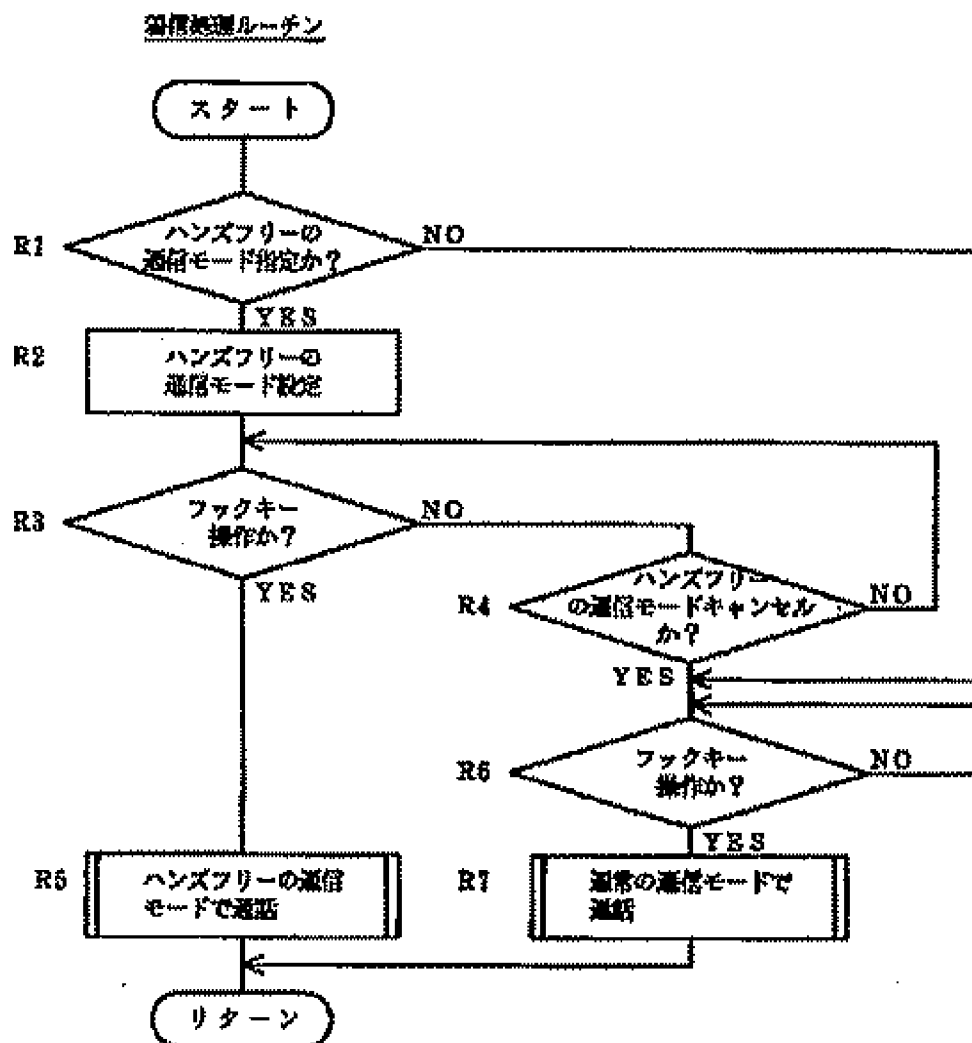 着信処理ルーチン
スタート
R1
ハンズフリーの
通信モード指定か？
NO
YES
R2
ハンズフリーの
通信モード設定
R3
フックキー
操作か？
NO
YES
R4
ハンズフリー
の通信モードキャンセル
か？
NO
YES
R6
フックキー
操作か？
NO
YES
R5
ハンズフリーの通信
モードで通話
R7
通常の通信モードで
通話
リターン